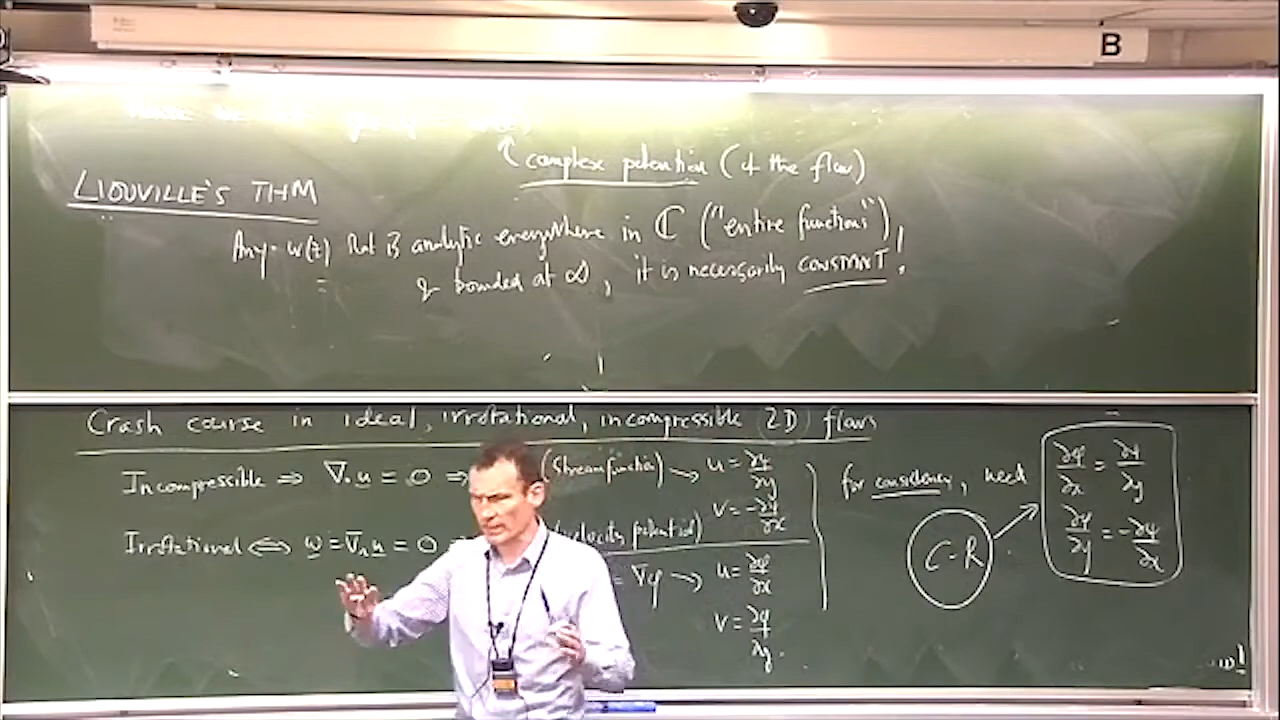 B
complex potential (of the flow)
LIOUVILLE'S THM
Any w(z) that is analytic everywhere in ℂ ("entire functions"),
& bounded at ∞, it is necessarily CONSTANT!
Crash course in ideal, irrotational, incompressible (2D) flows
Incompressible ⇒ ∇·u = 0 ⇒ (Streamfunction) → u = ∂ψ/∂y
v = -∂ψ/∂x
Irrotational ⇔ ω = ∇∧u = 0 (velocity potential)
= ∇φ → u = ∂φ/∂x
v = ∂φ/∂y.
for consistency, need
C-R
∂φ/∂x = ∂ψ/∂y
∂φ/∂y = -∂ψ/∂x